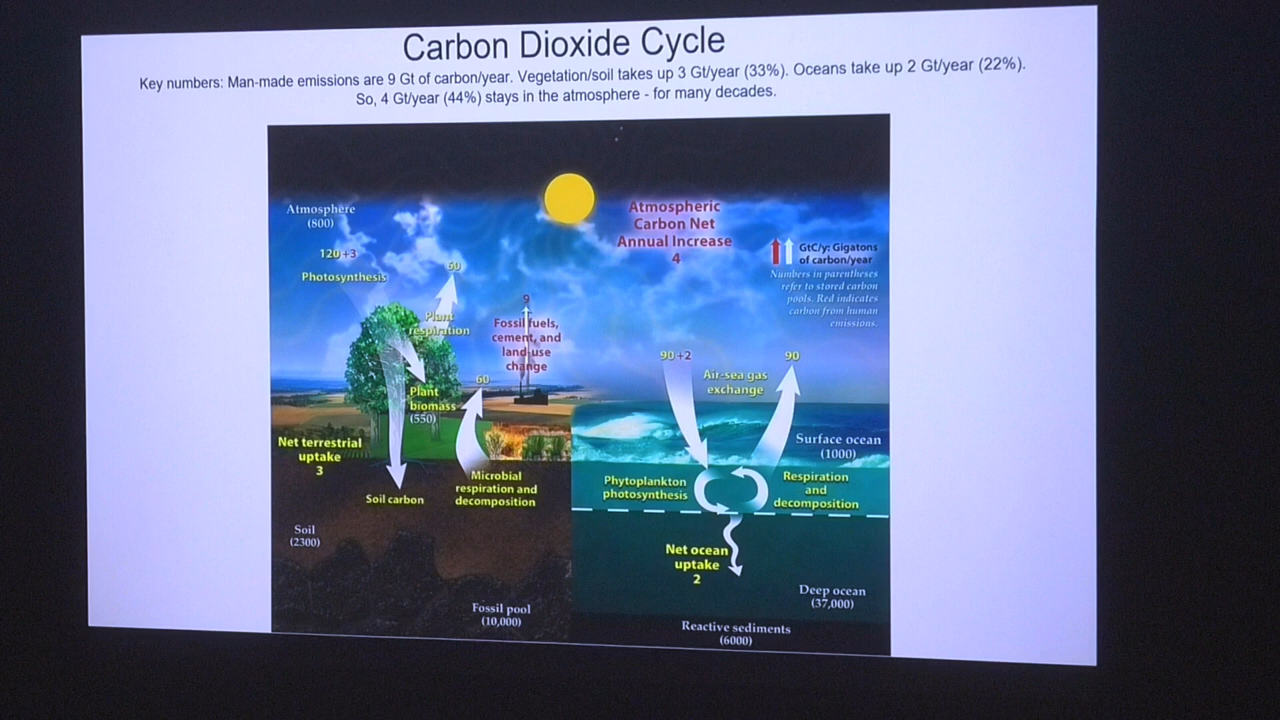 Carbon Dioxide Cycle
Key numbers: Man-made emissions are 9 Gt of carbon/year. Vegetation/soil takes up 3 Gt/year (33%). Oceans take up 2 Gt/year (22%).
So, 4 Gt/year (44%) stays in the atmosphere - for many decades.
Atmosphere
(800)
120+3
Photosynthesis
60
Plant
respiration
9
Fossil fuels,
cement, and
land-use
change
Atmospheric
Carbon Net
Annual Increase
4
GtC/y: Gigatons
of carbon/year
Numbers in parentheses
refer to stored carbon
pools. Red indicates
carbon from human
emissions.
Plant
biomass
(550)
60
90+2
Air-sea gas
exchange
90
Net terrestrial
uptake
3
Soil carbon
Microbial
respiration and
decomposition
Surface ocean
(1000)
Phytoplankton
photosynthesis
Respiration
and
decomposition
Soil
(2300)
Net ocean
uptake
2
Fossil pool
(10,000)
Deep ocean
(37,000)
Reactive sediments
(6000)